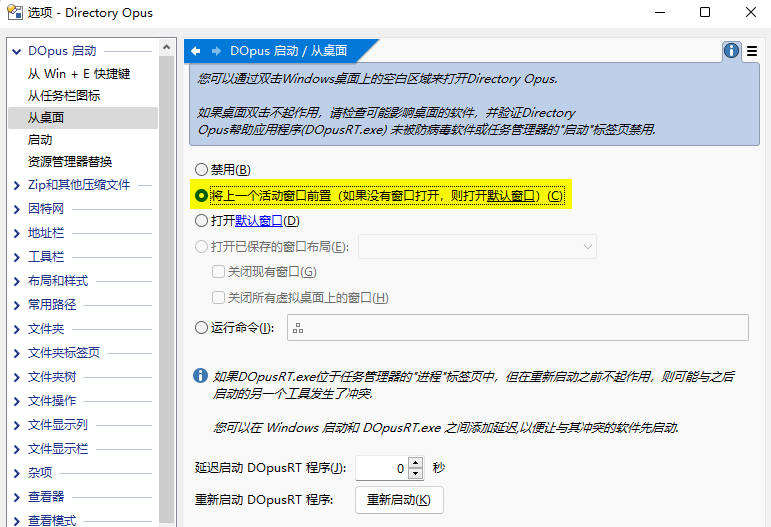 选项 - Directory Opus
DOpus 启动
从 Win + E 快捷键
从任务栏图标
从桌面
启动
资源管理器替换
Zip和其他压缩文件
因特网
地址栏
工具栏
布局和样式
常用路径
文件夹
文件夹标签页
文件夹树
文件操作
文件显示列
文件显示栏
杂项
查看器
查看模式
DOpus 启动 / 从桌面
您可以通过双击Windows桌面上的空白区域来打开Directory Opus.
如果桌面双击不起作用，请检查可能影响桌面的软件，并验证Directory
Opus帮助应用程序(DOpusRT.exe) 未被防病毒软件或任务管理器的"启动"标签页禁用.
禁用(B)
将上一个活动窗口前置（如果没有窗口打开，则打开默认窗口）(C)
打开默认窗口(D)
打开已保存的窗口布局(E):
关闭现有窗口(G)
关闭所有虚拟桌面上的窗口(H)
运行命令(I):
如果DOpusRT.exe位于任务管理器的"进程"标签页中，但在重新启动之前不起作用，则可能与之后
启动的另一个工具发生了冲突.
您可以在 Windows 启动和 DOpusRT.exe 之间添加延迟,以便让与其冲突的软件先启动.
延迟启动 DOpusRT 程序(J): 0 秒
重新启动 DOpusRT 程序: 重新启动(K)